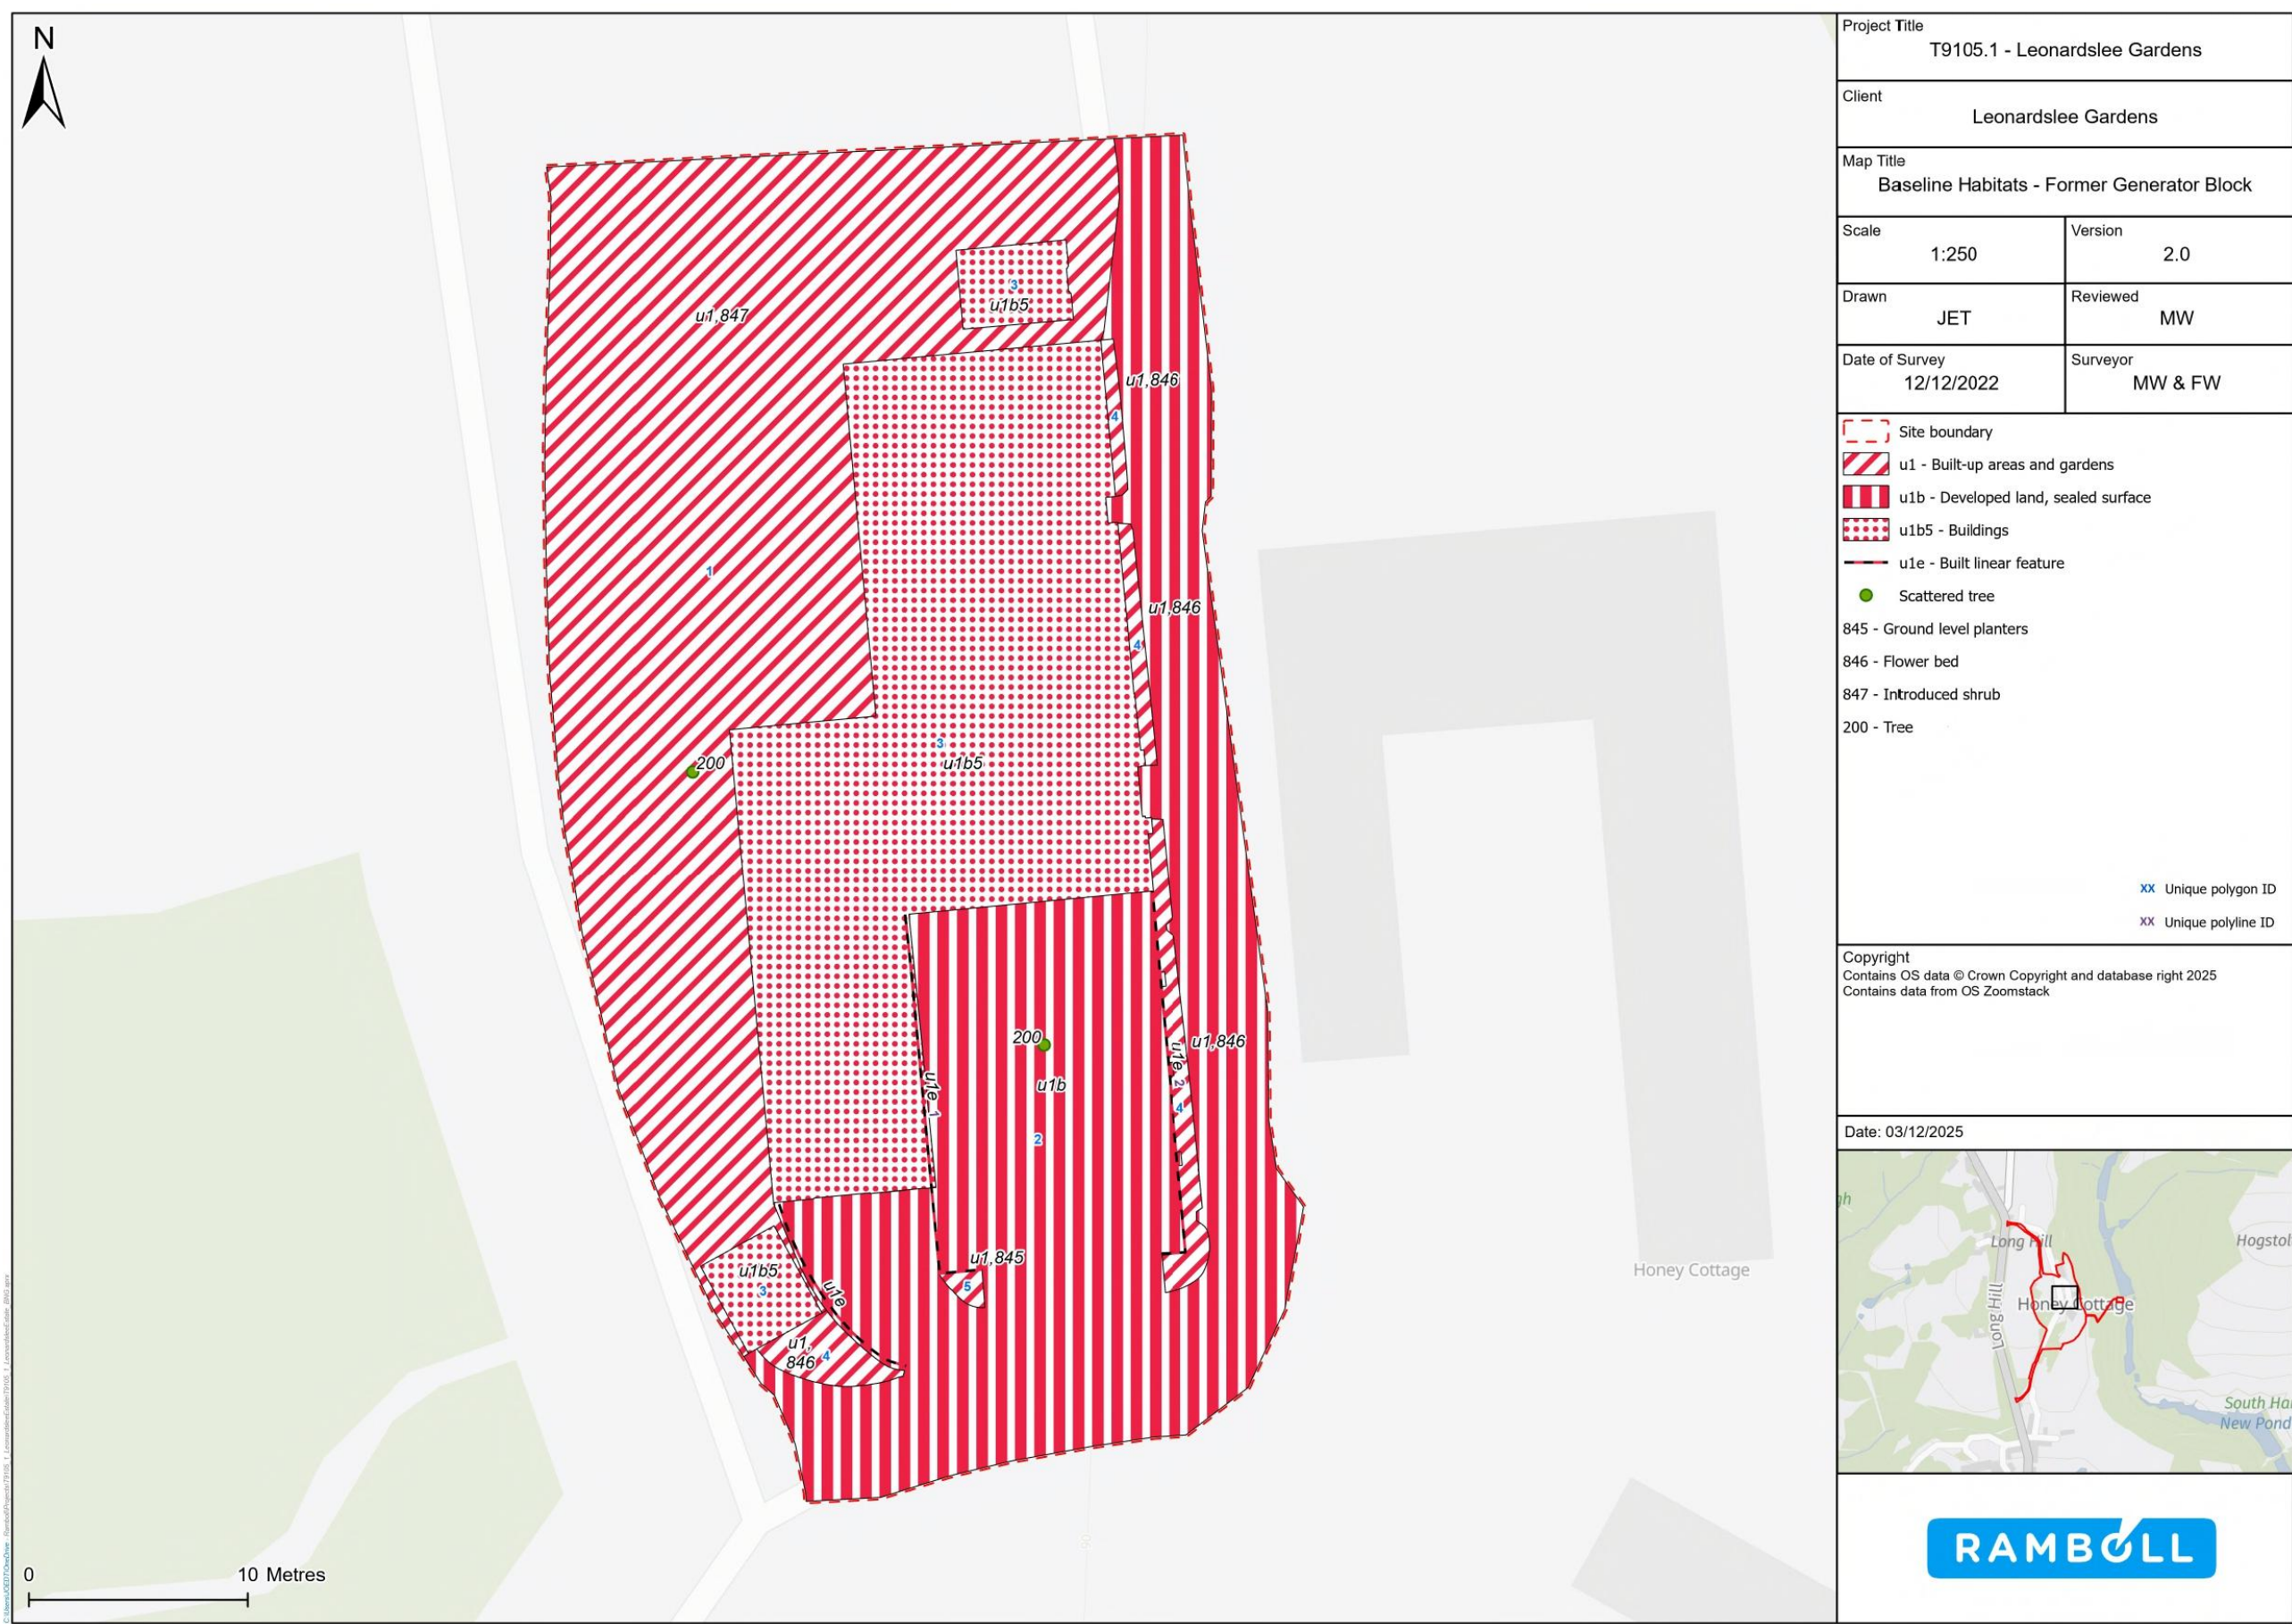 N
u1,847
3
u1b5
u1,846
4
1
u1,846
4
3
u1b5
200
200
u1b
2
u1e
1
u1e
2
4
u1,846
u1,845
5
u1b5
3
u1e
u1,
846
4
Honey Cottage
0
10 Metres
Project Title
T9105.1 - Leonardslee Gardens
Client
Leonardslee Gardens
Map Title
Baseline Habitats - Former Generator Block
Scale
1:250
Version
2.0
Drawn
JET
Reviewed
MW
Date of Survey
12/12/2022
Surveyor
MW & FW
Site boundary
u1 - Built-up areas and gardens
u1b - Developed land, sealed surface
u1b5 - Buildings
u1e - Built linear feature
Scattered tree
845 - Ground level planters
846 - Flower bed
847 - Introduced shrub
200 - Tree
xx Unique polygon ID
xx Unique polyline ID
Copyright
Contains OS data © Crown Copyright and database right 2025
Contains data from OS Zoomstack
Date: 03/12/2025
Long Hill
Hogstol
Long Hill
Honey Cottage
South Ha
New Pond
RAMBOLL